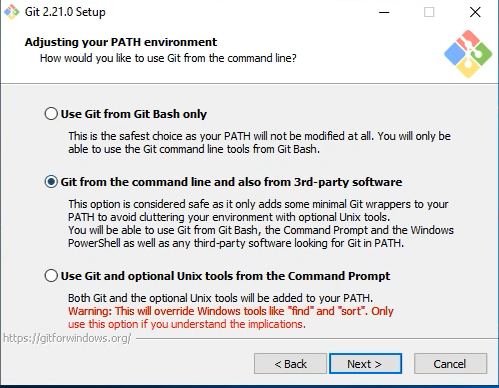 Git 2.21.0 Setup
Adjusting your PATH environment
How would you like to use Git from the command line?
Use Git from Git Bash only
This is the safest choice as your PATH will not be modified at all. You will only be
able to use the Git command line tools from Git Bash.
Git from the command line and also from 3rd-party software
This option is considered safe as it only adds some minimal Git wrappers to your
PATH to avoid cluttering your environment with optional Unix tools.
You will be able to use Git from Git Bash, the Command Prompt and the Windows
PowerShell as well as any third-party software looking for Git in PATH.
Use Git and optional Unix tools from the Command Prompt
Both Git and the optional Unix tools will be added to your PATH.
Warning: This will override Windows tools like "find" and "sort". Only
use this option if you understand the implications.
https://gitforwindows.org/
< Back Next > Cancel